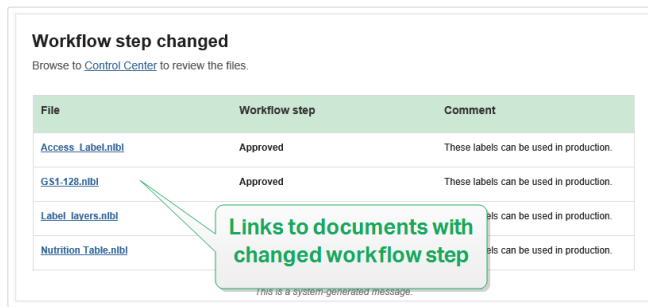 Workflow step changed
Browse to Control Center to review the files.
File Workflow step Comment
Access_Label.nlbl Approved These labels can be used in production.
GS1-128.nlbl Approved These labels can be used in production.
Label_layers.nlbl els can be used in production.
Nutrition Table.nlbl els can be used in production.
Links to documents with
changed workflow step
This is a system-generated message.